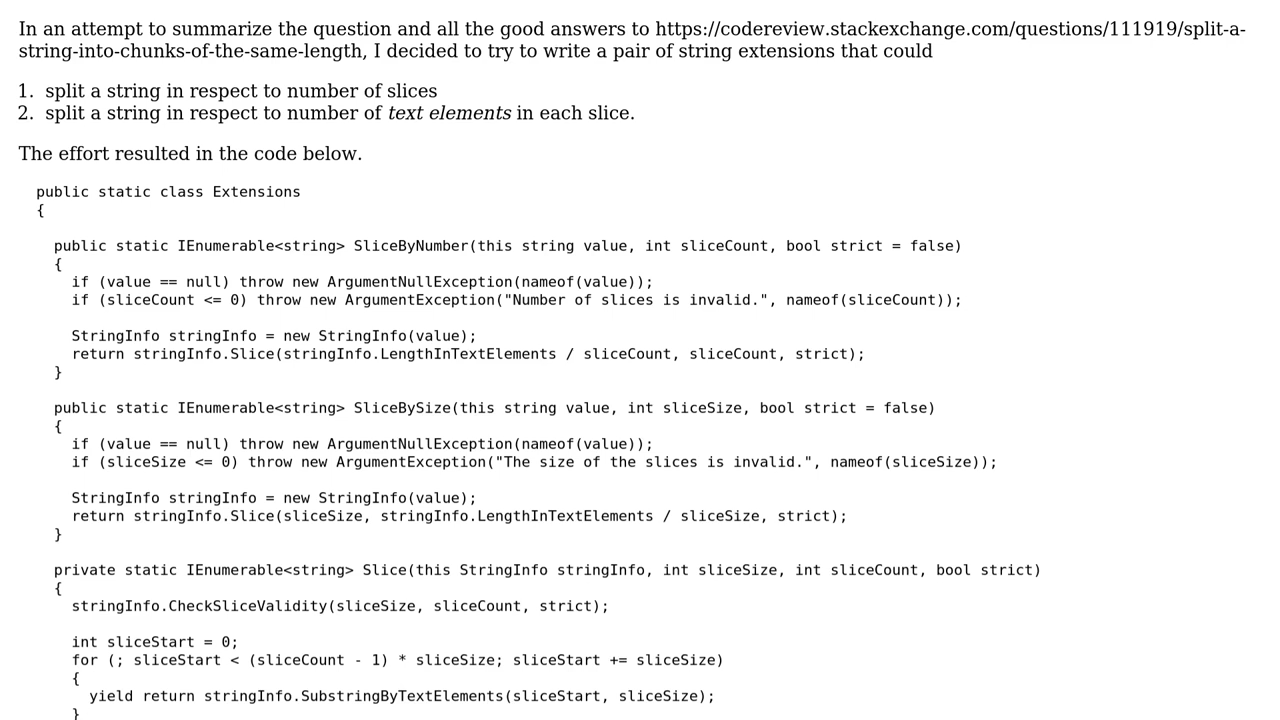 In an attempt to summarize the question and all the good answers to https://codereview.stackexchange.com/questions/111919/split-a-
string-into-chunks-of-the-same-length, I decided to try to write a pair of string extensions that could
1. split a string in respect to number of slices
2. split a string in respect to number of text elements in each slice.
The effort resulted in the code below.
public static class Extensions
{
public static IEnumerable<string> SliceByNumber(this string value, int sliceCount, bool strict = false)
{
if (value == null) throw new ArgumentNullException(nameof(value));
if (sliceCount <= 0) throw new ArgumentException("Number of slices is invalid.", nameof(sliceCount));
StringInfo stringInfo = new StringInfo(value);
return stringInfo.Slice(stringInfo.LengthInTextElements / sliceCount, sliceCount, strict);
}
public static IEnumerable<string> SliceBySize(this string value, int sliceSize, bool strict = false)
{
if (value == null) throw new ArgumentNullException(nameof(value));
if (sliceSize <= 0) throw new ArgumentException("The size of the slices is invalid.", nameof(sliceSize));
StringInfo stringInfo = new StringInfo(value);
return stringInfo.Slice(sliceSize, stringInfo.LengthInTextElements / sliceSize, strict);
}
private static IEnumerable<string> Slice(this StringInfo stringInfo, int sliceSize, int sliceCount, bool strict)
{
stringInfo.CheckSliceValidity(sliceSize, sliceCount, strict);
int sliceStart = 0;
for (; sliceStart < (sliceCount - 1) * sliceSize; sliceStart += sliceSize)
{
yield return stringInfo.SubstringByTextElements(sliceStart, sliceSize);
}